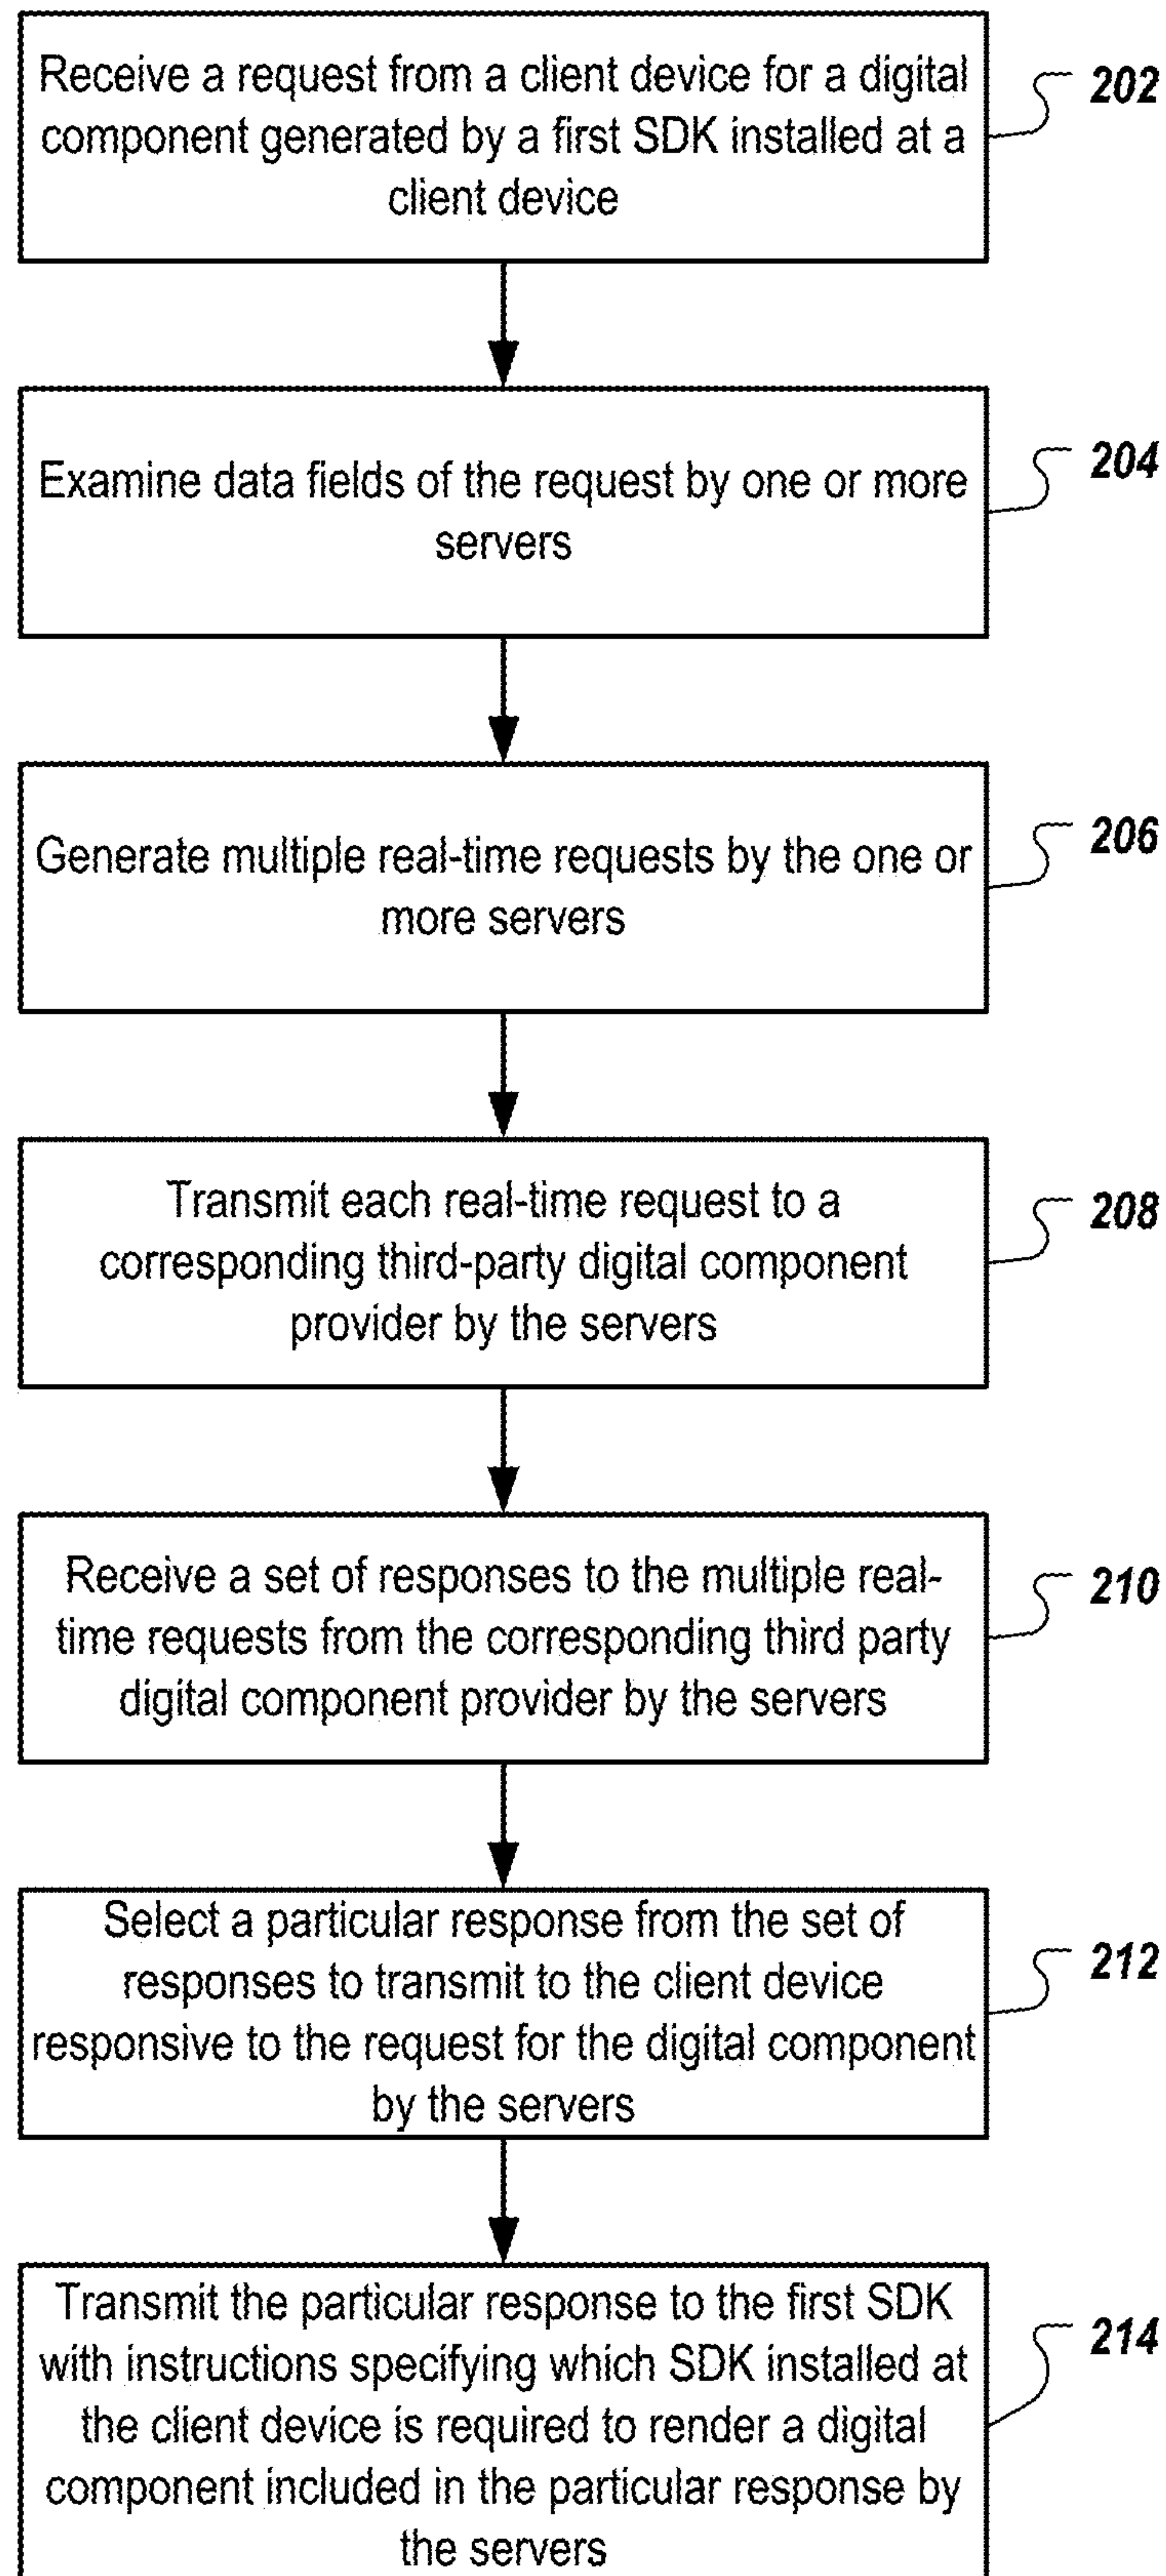 Receive a request from a client device for a digital
component generated by a first SDK installed at a
client device
202
Examine data fields of the request by one or more
servers
204
Generate multiple real-time requests by the one or
more servers
206
Transmit each real-time request to a
corresponding third-party digital component
provider by the servers
208
Receive a set of responses to the multiple real-
time requests from the corresponding third party
digital component provider by the servers
210
Select a particular response from the set of
responses to transmit to the client device
responsive to the request for the digital component
by the servers
212
Transmit the particular response to the first SDK
with instructions specifying which SDK installed at
the client device is required to render a digital
component included in the particular response by
the servers
214